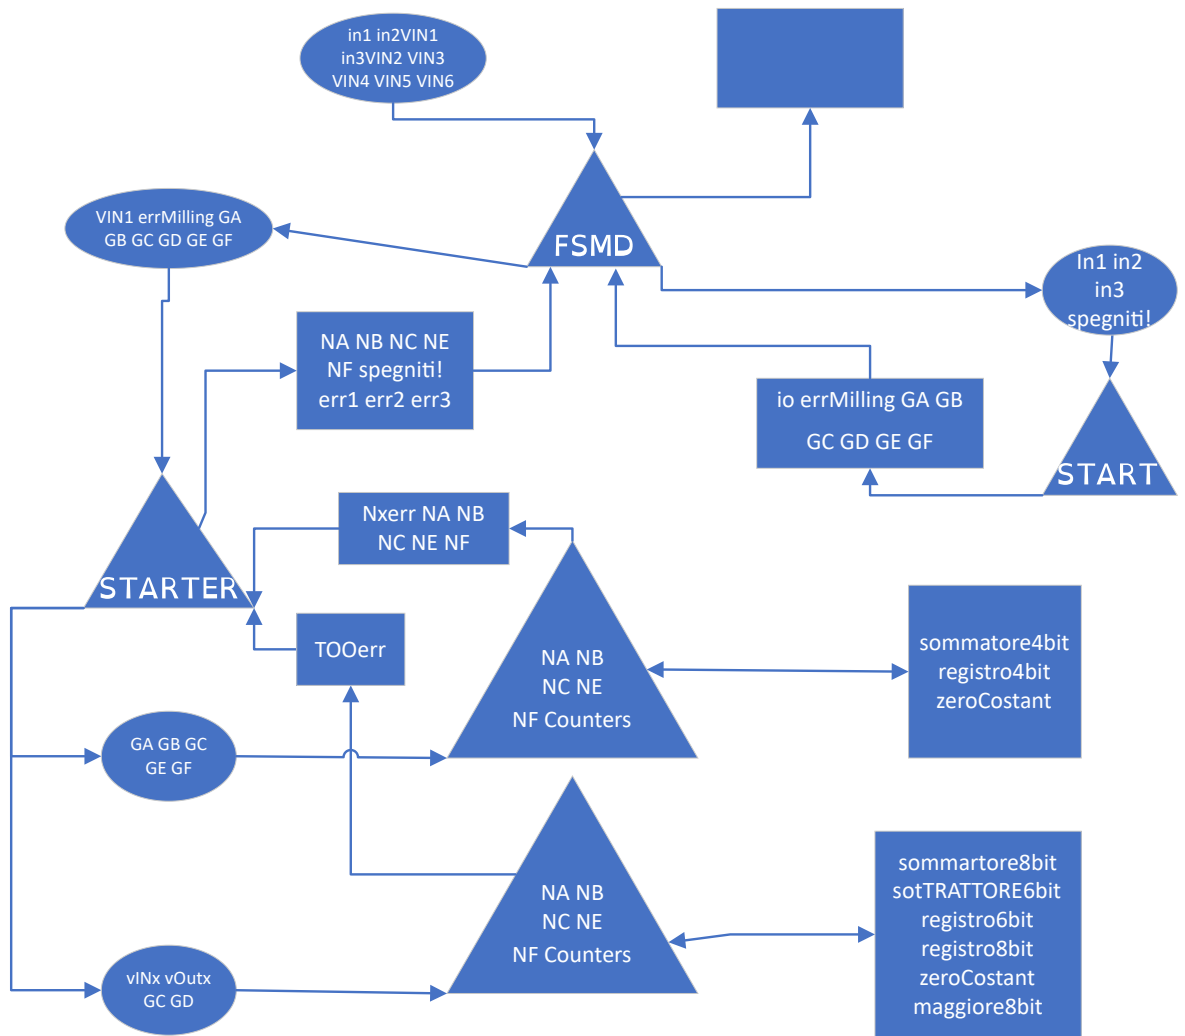 in1 in2VIN1
in3VIN2 VIN3
VIN4 VIN5 VIN6
FSMD
VIN1 errMilling GA
GB GC GD GE GF
In1 in2
in3
spegniti!
NA NB NC NE
NF spegniti!
err1 err2 err3
io errMilling GA GB
GC GD GE GF
START
STARTER
Nxerr NA NB
NC NE NF
TOOerr
NA NB
NC NE
NF Counters
sommatore4bit
registro4bit
zeroCostant
GA GB GC
GE GF
NA NB
NC NE
NF Counters
sommartore8bit
sotTRATTORE6bit
registro6bit
registro8bit
zeroCostant
maggiore8bit
vINx vOutx
GC GD